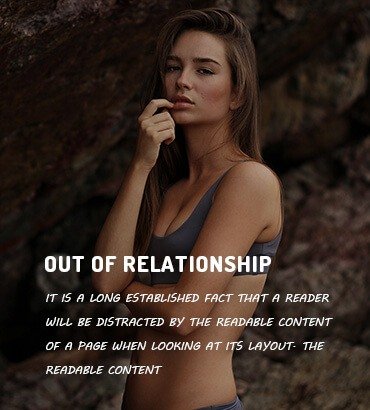 OUT OF RELATIONSHIP
IT IS A LONG ESTABLISHED FACT THAT A READER
WILL BE DISTRACTED BY THE READABLE CONTENT
OF A PAGE WHEN LOOKING AT ITS LAYOUT. THE
READABLE CONTENT